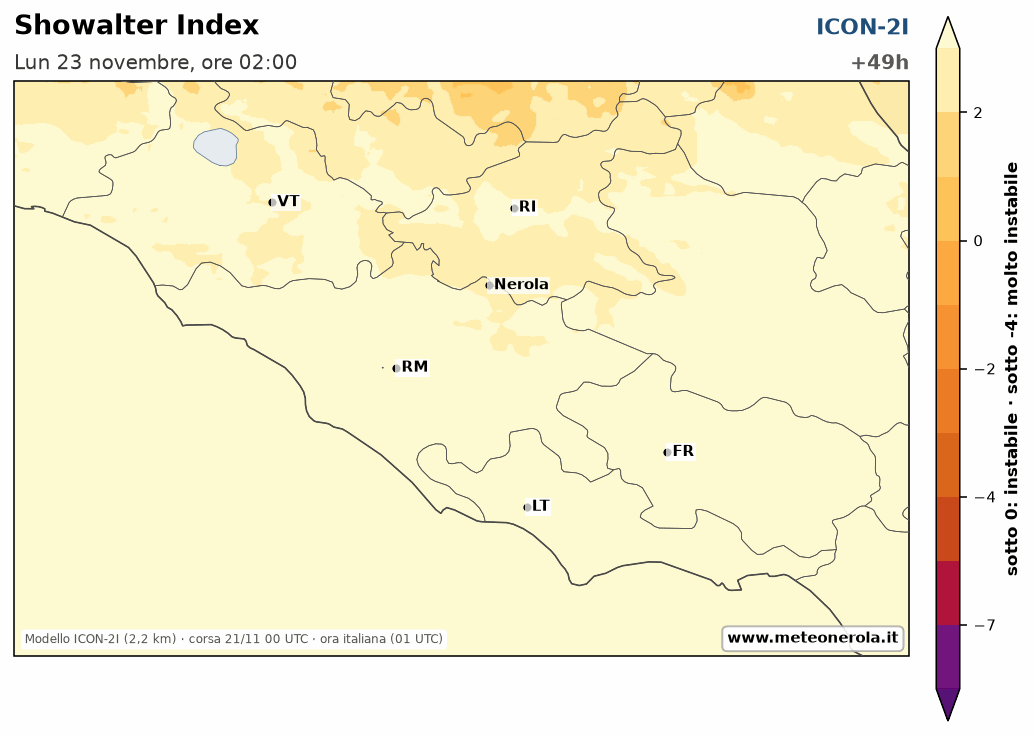 Showalter Index
ICON-2I
Lun 23 novembre, ore 02:00
+49h
VT
RI
Nerola
RM
FR
LT
2
0
−2
−4
−7
sotto 0: instabile · sotto -4: molto instabile
Modello ICON-2I (2,2 km) · corsa 21/11 00 UTC · ora italiana (01 UTC)
www.meteonerola.it